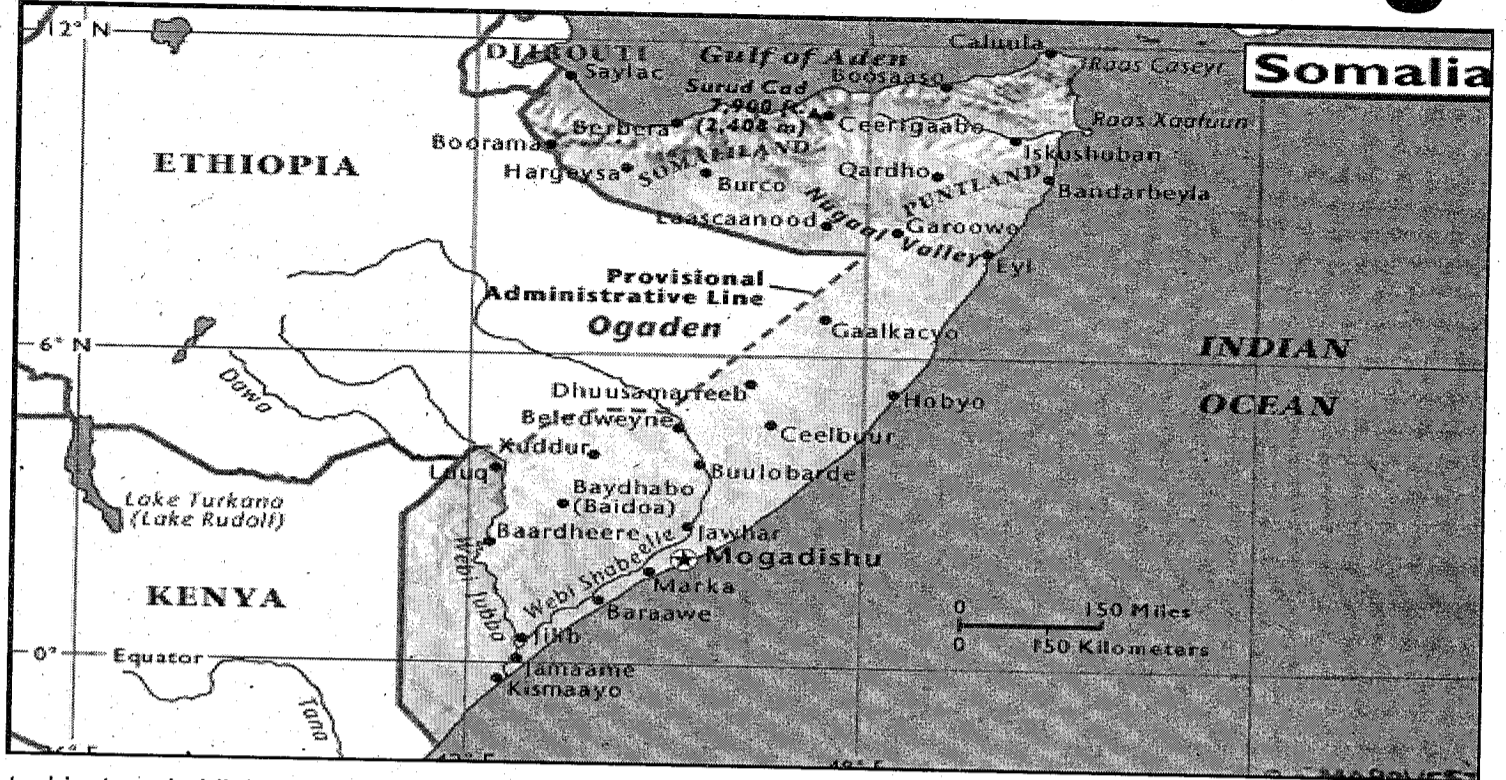 12° N
DJIBOUTI
Gulf of Aden
Caluula
Raas Caseyr
Somalia
Saylac
Boosaaso
Surud Cad
7,900 ft.
(2,408 m)
Berbera
Ceerigaabo
Raas Xaafuun
Boorama
Iskushuban
ETHIOPIA
SOMALILAND
Hargeysa
Burco
Qardho
PUNTLAND
Bandarbeyla
Laascaanood
Nugaal Valley
Garoowo
Eyl
Provisional
Administrative Line
Ogaden
Gaalkacyo
6° N
INDIAN
OCEAN
Dawa
Dhuusamarreeb
Hobyo
Beledweyne
Ceelbuur
Xuddur
Luuq
Buulobarde
Lake Turkana
(Lake Rudolf)
Baydhabo
(Baidoa)
Baardheere
Jawhar
Webi Shabeelle
Mogadishu
Webi Jubba
Marka
KENYA
Baraawe
0 150 Miles
0 150 Kilometers
Jilib
0° Equator
Jamaame
Kismaayo
Tana